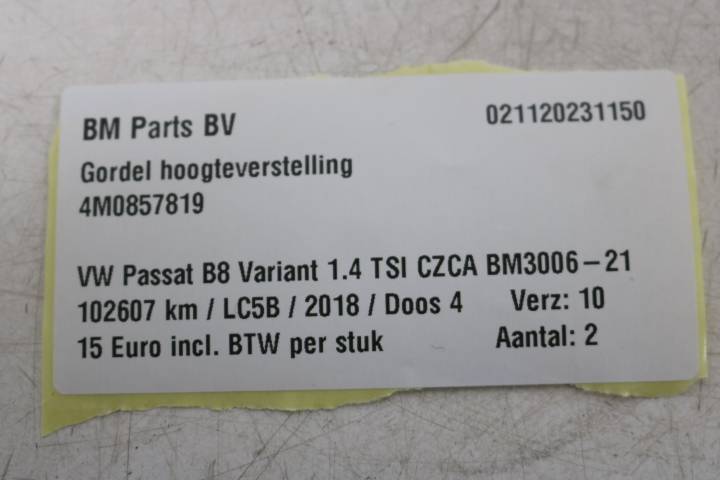 BM Parts BV 021120231150
Gordel hoogteverstelling
4M0857819
VW Passat B8 Variant 1.4 TSI CZCA BM3006-21
102607 km / LC5B / 2018 / Doos 4 Verz: 10
15 Euro incl. BTW per stuk Aantal: 2